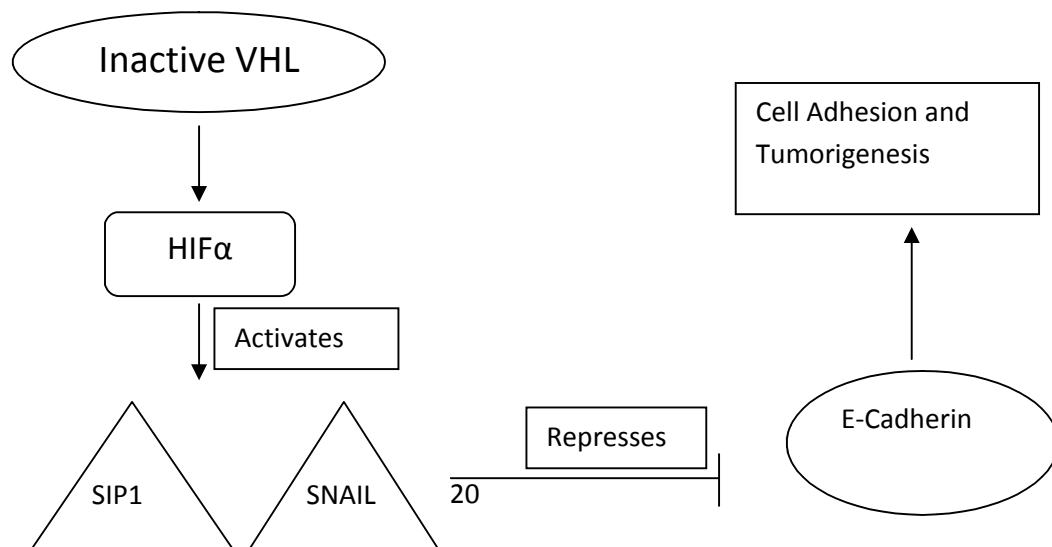 Inactive VHL
HIFα
Activates
SIP1
SNAIL
20
Represses
E-Cadherin
Cell Adhesion and
Tumorigenesis